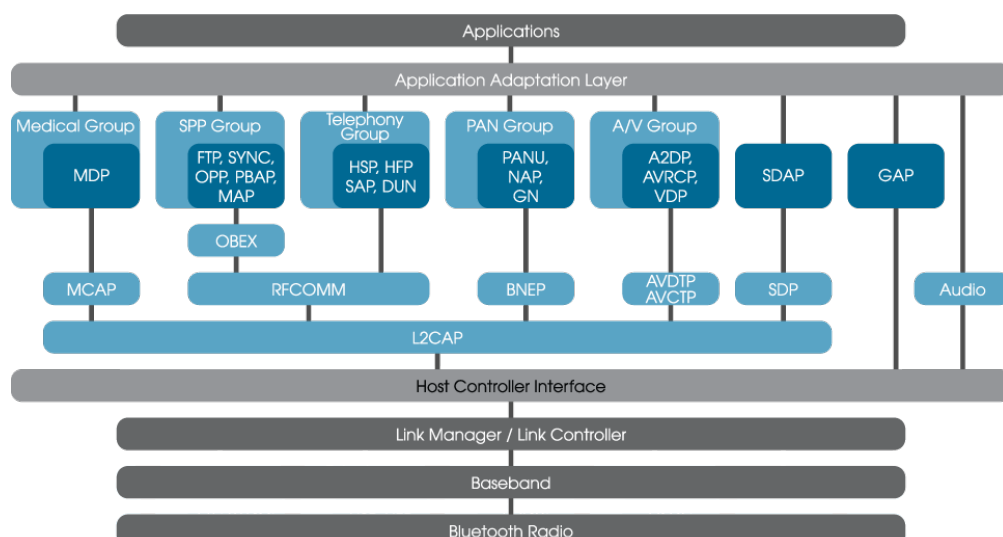 Applications
Application Adaptation Layer
Medical Group
MDP
SPP Group
FTP, SYNC,
OPP, PBAP,
MAP
Telephony
Group
HSP, HFP
SAP, DUN
PAN Group
PANU,
NAP,
GN
A/V Group
A2DP,
AVRCP,
VDP
SDAP
GAP
OBEX
MCAP
RFCOMM
BNEP
AVDTP
AVCTP
SDP
Audio
L2CAP
Host Controller Interface
Link Manager / Link Controller
Baseband
Bluetooth Radio